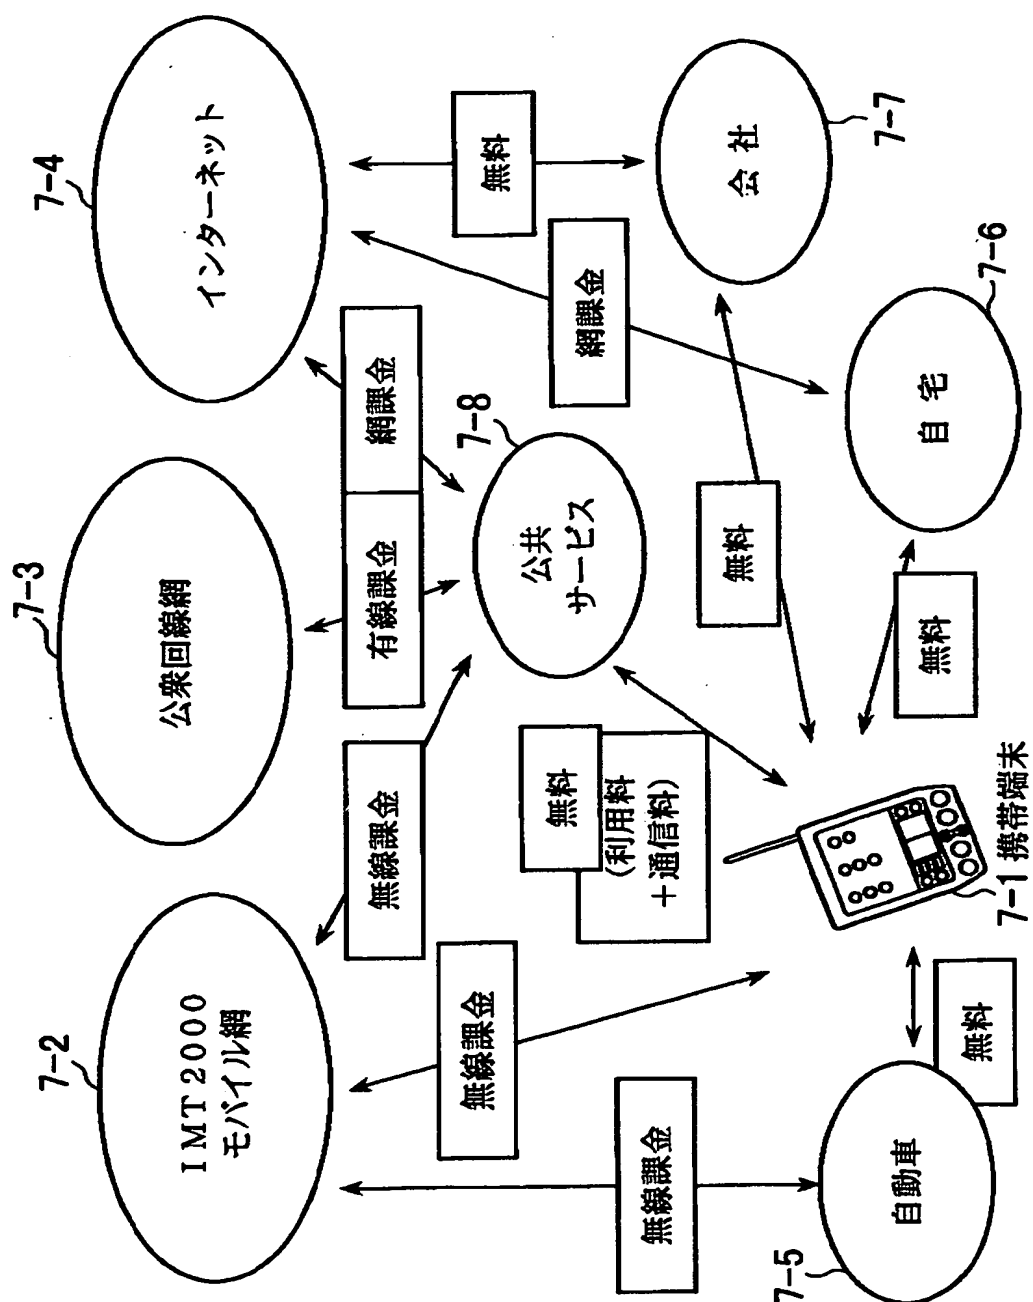 7-2
IMT2000
モバイル網
7-3
公衆回線網
7-4
インターネット
無線課金
有線課金
網課金
無線課金
無料
(利用料
+通信料)
7-8
公共
サービス
網課金
無料
無線課金
無料
7-5
自動車
無料
7-1 携帯端末
無料
7-6
自宅
7-7
会社